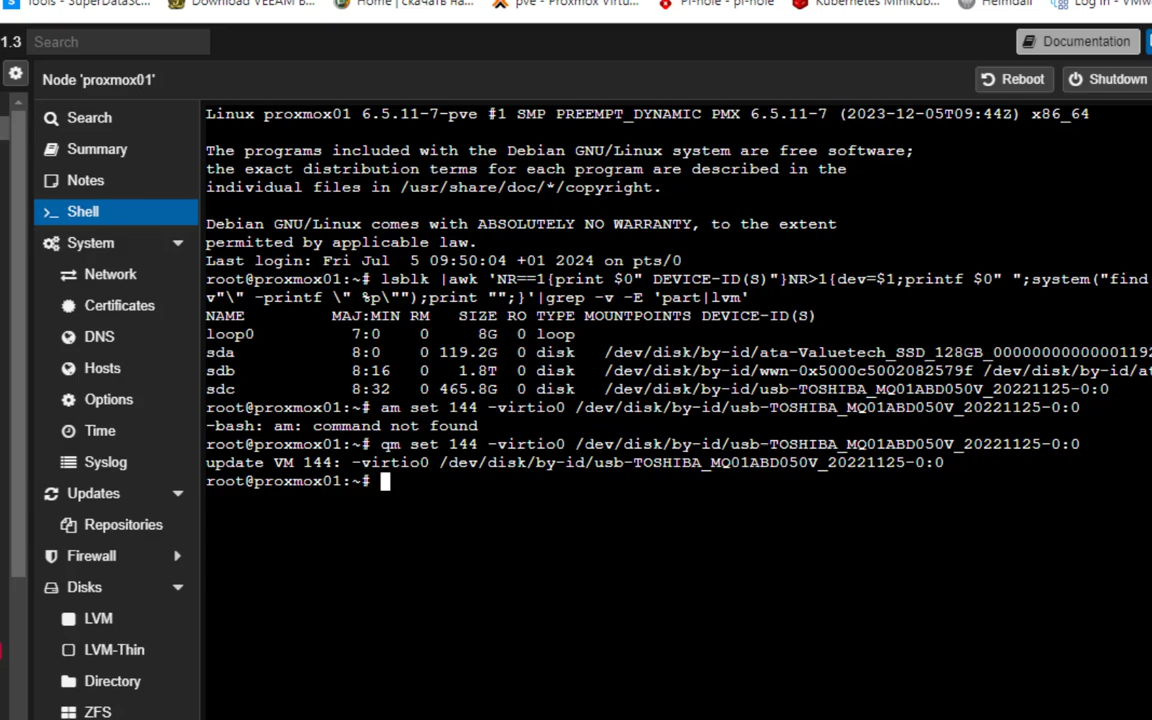 Tools - SuperDataSc...
Download VEEAM B...
Home | скачать на...
pve - Proxmox Virtu...
Pi-hole - pi-hole
Kubernetes Minikub...
Heimdall
Log in - VMw
1.3
Search
Documentation
Node 'proxmox01'
Reboot
Shutdown
Search
Summary
Notes
Shell
System
Network
Certificates
DNS
Hosts
Options
Time
Syslog
Updates
Repositories
Firewall
Disks
LVM
LVM-Thin
Directory
ZFS
Linux proxmox01 6.5.11-7-pve #1 SMP PREEMPT_DYNAMIC PMX 6.5.11-7 (2023-12-05T09:44Z) x86_64
The programs included with the Debian GNU/Linux system are free software;
the exact distribution terms for each program are described in the
individual files in /usr/share/doc/*/copyright.
Debian GNU/Linux comes with ABSOLUTELY NO WARRANTY, to the extent
permitted by applicable law.
Last login: Fri Jul  5 09:50:04 +01 2024 on pts/0
root@proxmox01:~# lsblk |awk 'NR==1{print $0" DEVICE-ID(S)"}NR>1{dev=$1;printf $0" ";system("find
v"\" -printf \" %p\"");print "";}'|grep -v -E 'part|lvm'
NAME MAJ:MIN RM SIZE RO TYPE MOUNTPOINTS DEVICE-ID(S)
loop0 7:0 0 8G 0 loop
sda 8:0 0 119.2G 0 disk /dev/disk/by-id/ata-Valuetech_SSD_128GB_0000000000001192
sdb 8:16 0 1.8T 0 disk /dev/disk/by-id/wwn-0x5000c5002082579f /dev/disk/by-id/at
sdc 8:32 0 465.8G 0 disk /dev/disk/by-id/usb-TOSHIBA_MQ01ABD050V_20221125-0:0
root@proxmox01:~# am set 144 -virtio0 /dev/disk/by-id/usb-TOSHIBA_MQ01ABD050V_20221125-0:0
-bash: am: command not found
root@proxmox01:~# qm set 144 -virtio0 /dev/disk/by-id/usb-TOSHIBA_MQ01ABD050V_20221125-0:0
update VM 144: -virtio0 /dev/disk/by-id/usb-TOSHIBA_MQ01ABD050V_20221125-0:0
root@proxmox01:~#